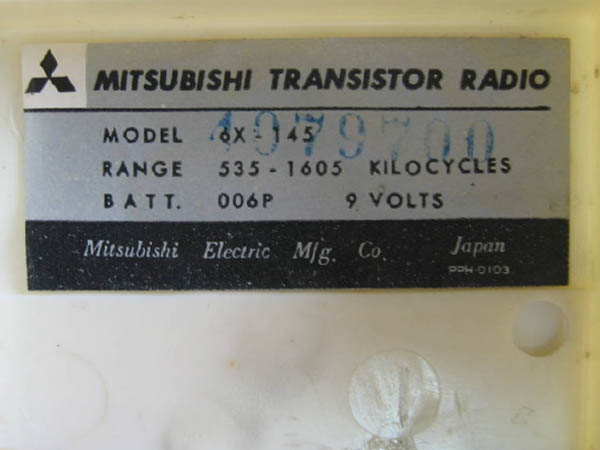 MITSUBISHI TRANSISTOR RADIO
MODEL 6X-145
4079700
RANGE 535-1605 KILOCYCLES
BATT. 006P 9 VOLTS
Mitsubishi Electric Mfg. Co. Japan